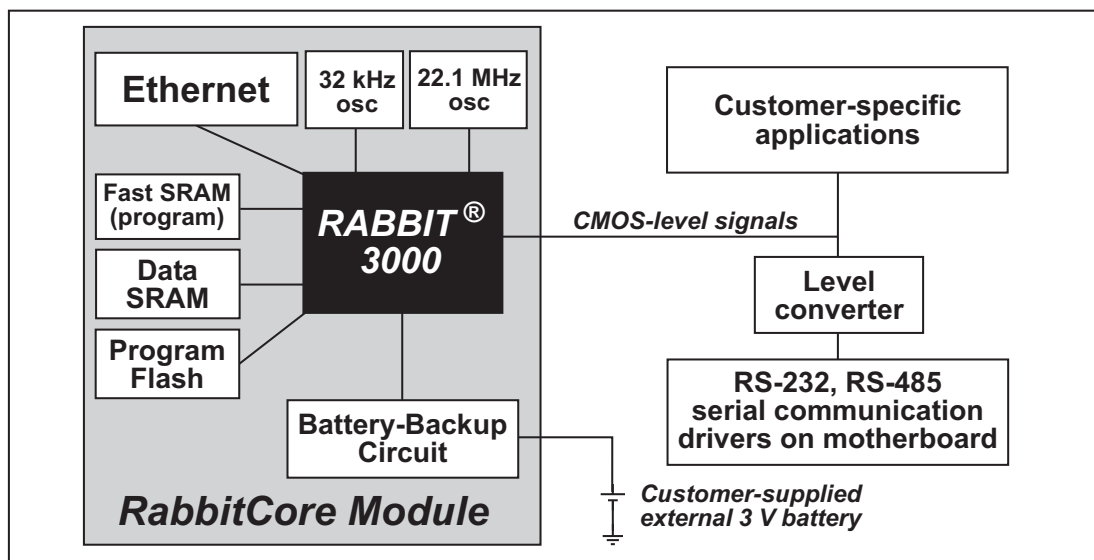 Ethernet
32 kHz
osc
22.1 MHz
osc
Customer-specific
applications
Fast SRAM
(program)
RABBIT ®
3000
CMOS-level signals
Data
SRAM
Level
converter
Program
Flash
RS-232, RS-485
serial communication
drivers on motherboard
Battery-Backup
Circuit
Customer-supplied
external 3 V battery
RabbitCore Module